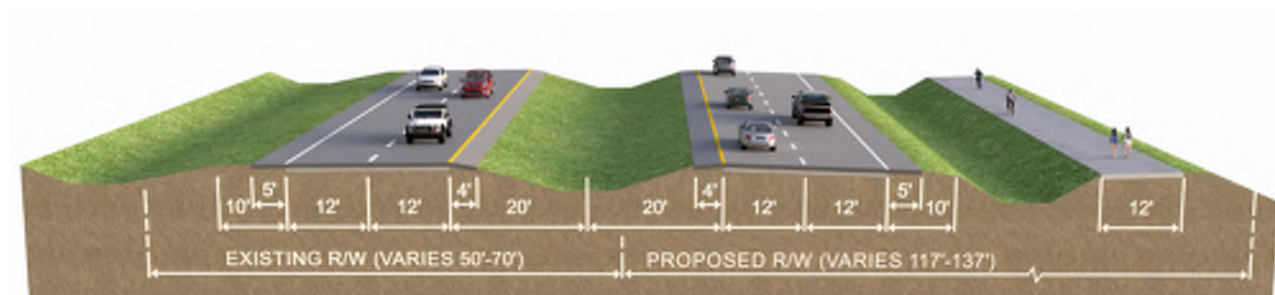 5' 4' 4' 5'
10' 12' 12' 20' 20' 12' 12' 10' 12'
EXISTING R/W (VARIES 50'-70') PROPOSED R/W (VARIES 117'-137')